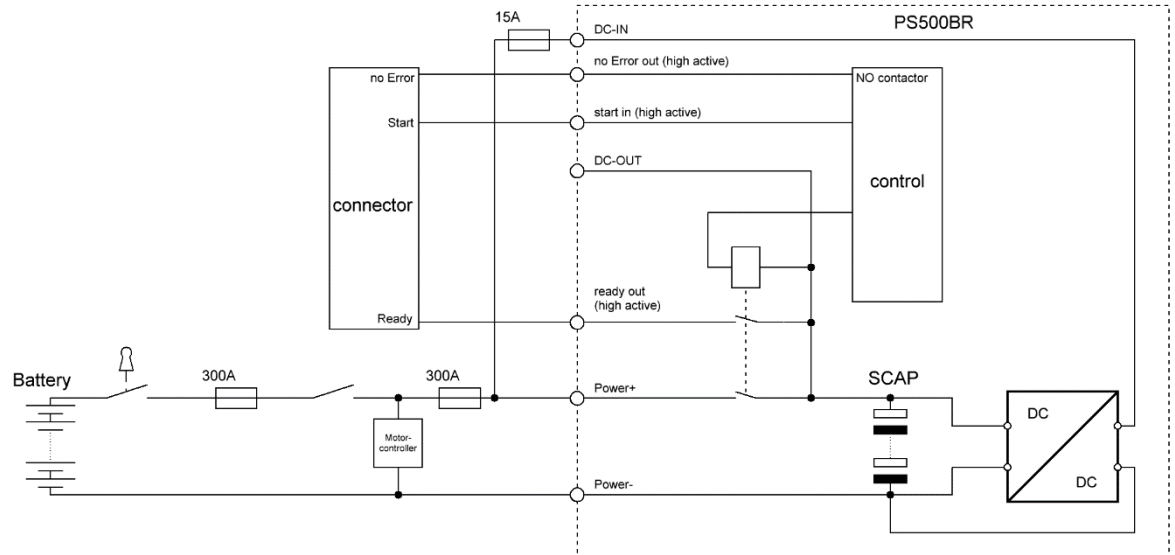 15A
DC-IN
PS500BR
no Error
no Error out (high active)
NO contactor
Start
start in (high active)
DC-OUT
control
connector
ready out
(high active)
Ready
Battery
300A
300A
Power+
SCAP
DC
Motor-
controller
DC
Power-